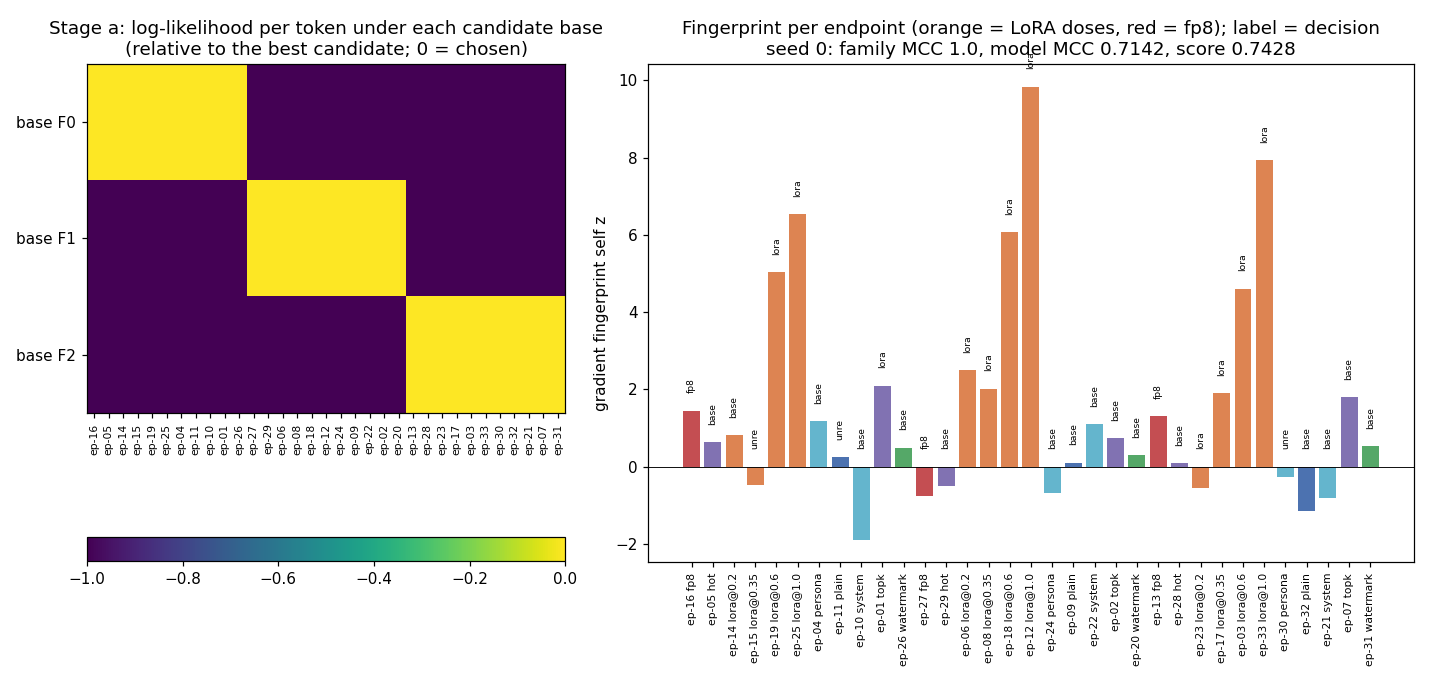 Stage a: log-likelihood per token under each candidate base
(relative to the best candidate; 0 = chosen)
base F0
base F1
base F2
ep-16
ep-05
ep-14
ep-15
ep-19
ep-25
ep-04
ep-11
ep-10
ep-01
ep-26
ep-27
ep-29
ep-06
ep-08
ep-18
ep-12
ep-24
ep-09
ep-22
ep-02
ep-20
ep-13
ep-28
ep-23
ep-17
ep-03
ep-33
ep-30
ep-32
ep-21
ep-07
ep-31
−1.0
−0.8
−0.6
−0.4
−0.2
0.0
Fingerprint per endpoint (orange = LoRA doses, red = fp8); label = decision
seed 0: family MCC 1.0, model MCC 0.7142, score 0.7428
gradient fingerprint self z
10
8
6
4
2
0
−2
fp8
base
base
unre
lora
lora
base
unre
base
lora
base
fp8
base
lora
lora
lora
lora
base
base
base
base
base
fp8
base
lora
lora
lora
lora
unre
base
base
base
base
ep-16 fp8
ep-05 hot
ep-14 lora@0.2
ep-15 lora@0.35
ep-19 lora@0.6
ep-25 lora@1.0
ep-04 persona
ep-11 plain
ep-10 system
ep-01 topk
ep-26 watermark
ep-27 fp8
ep-29 hot
ep-06 lora@0.2
ep-08 lora@0.35
ep-18 lora@0.6
ep-12 lora@1.0
ep-24 persona
ep-09 plain
ep-22 system
ep-02 topk
ep-20 watermark
ep-13 fp8
ep-28 hot
ep-23 lora@0.2
ep-17 lora@0.35
ep-03 lora@0.6
ep-33 lora@1.0
ep-30 persona
ep-32 plain
ep-21 system
ep-07 topk
ep-31 watermark